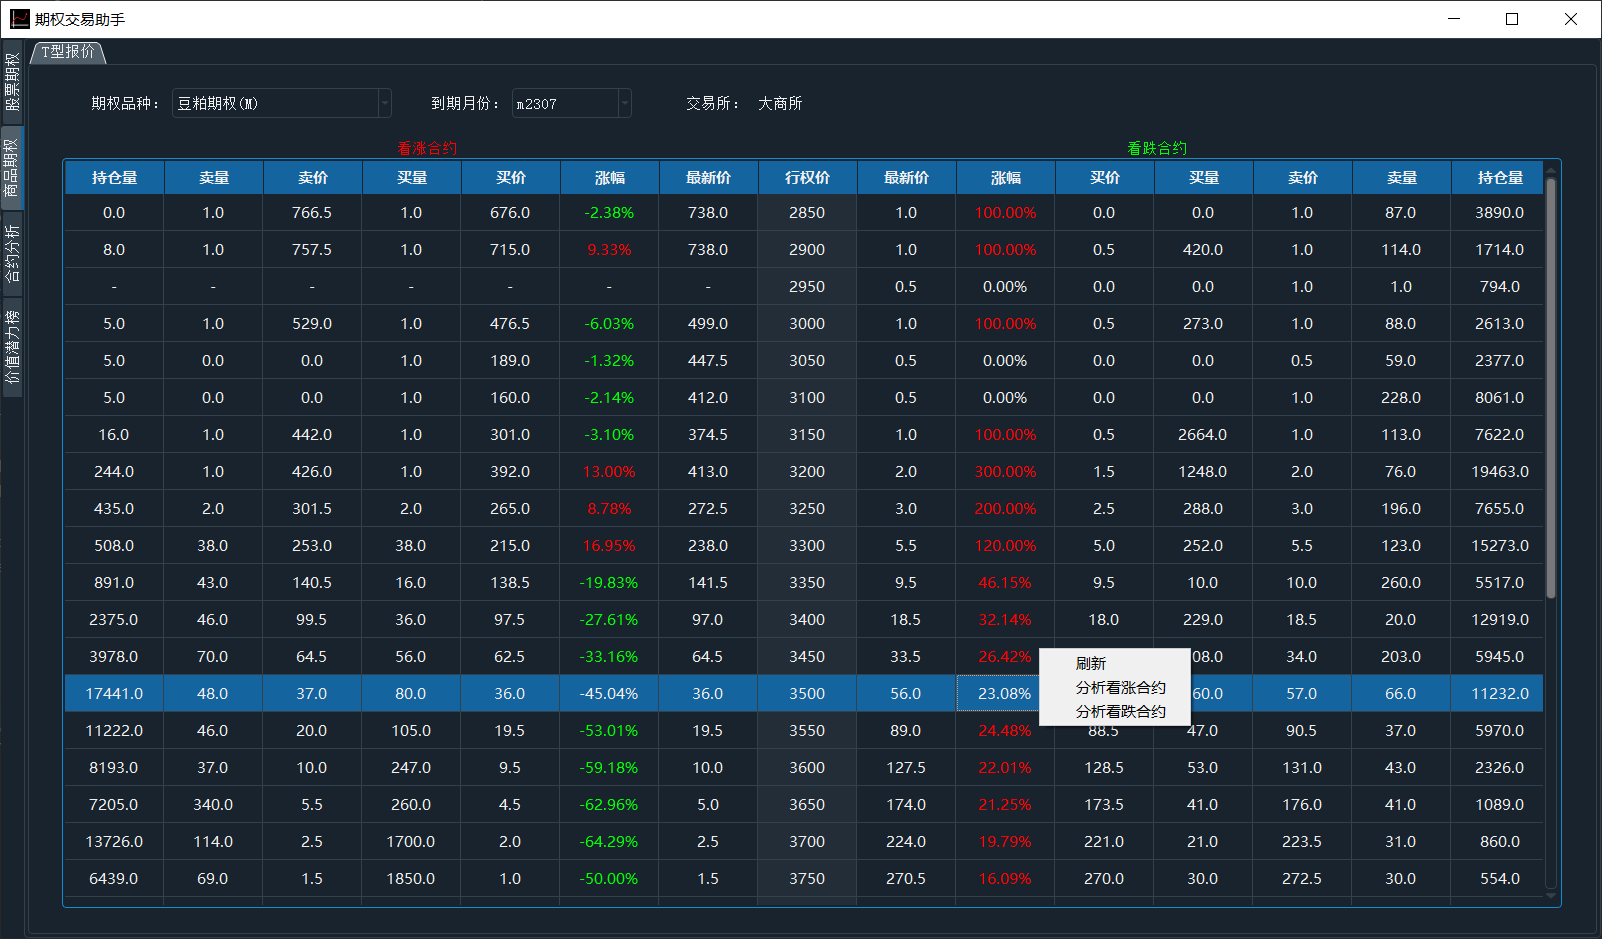 期权交易助手
股票期权
商品期权
合约分析
价值潜力榜
T型报价
期权品种： 豆粕期权(M) 到期月份： m2307 交易所： 大商所
看涨合约 看跌合约
持仓量 卖量 卖价 买量 买价 涨幅 最新价 行权价 最新价 涨幅 买价 买量 卖价 卖量 持仓量
0.0 1.0 766.5 1.0 676.0 -2.38% 738.0 2850 1.0 100.00% 0.0 0.0 1.0 87.0 3890.0
8.0 1.0 757.5 1.0 715.0 9.33% 738.0 2900 1.0 100.00% 0.5 420.0 1.0 114.0 1714.0
- - - - - - - 2950 0.5 0.00% 0.0 0.0 1.0 1.0 794.0
5.0 1.0 529.0 1.0 476.5 -6.03% 499.0 3000 1.0 100.00% 0.5 273.0 1.0 88.0 2613.0
5.0 0.0 0.0 1.0 189.0 -1.32% 447.5 3050 0.5 0.00% 0.0 0.0 0.5 59.0 2377.0
5.0 0.0 0.0 1.0 160.0 -2.14% 412.0 3100 0.5 0.00% 0.0 0.0 1.0 228.0 8061.0
16.0 1.0 442.0 1.0 301.0 -3.10% 374.5 3150 1.0 100.00% 0.5 2664.0 1.0 113.0 7622.0
244.0 1.0 426.0 1.0 392.0 13.00% 413.0 3200 2.0 300.00% 1.5 1248.0 2.0 76.0 19463.0
435.0 2.0 301.5 2.0 265.0 8.78% 272.5 3250 3.0 200.00% 2.5 288.0 3.0 196.0 7655.0
508.0 38.0 253.0 38.0 215.0 16.95% 238.0 3300 5.5 120.00% 5.0 252.0 5.5 123.0 15273.0
891.0 43.0 140.5 16.0 138.5 -19.83% 141.5 3350 9.5 46.15% 9.5 10.0 10.0 260.0 5517.0
2375.0 46.0 99.5 36.0 97.5 -27.61% 97.0 3400 18.5 32.14% 18.0 229.0 18.5 20.0 12919.0
3978.0 70.0 64.5 56.0 62.5 -33.16% 64.5 3450 33.5 26.42% 08.0 34.0 203.0 5945.0
17441.0 48.0 37.0 80.0 36.0 -45.04% 36.0 3500 56.0 23.08% 60.0 57.0 66.0 11232.0
11222.0 46.0 20.0 105.0 19.5 -53.01% 19.5 3550 89.0 24.48% 88.5 47.0 90.5 37.0 5970.0
8193.0 37.0 10.0 247.0 9.5 -59.18% 10.0 3600 127.5 22.01% 128.5 53.0 131.0 43.0 2326.0
7205.0 340.0 5.5 260.0 4.5 -62.96% 5.0 3650 174.0 21.25% 173.5 41.0 176.0 41.0 1089.0
13726.0 114.0 2.5 1700.0 2.0 -64.29% 2.5 3700 224.0 19.79% 221.0 21.0 223.5 31.0 860.0
6439.0 69.0 1.5 1850.0 1.0 -50.00% 1.5 3750 270.5 16.09% 270.0 30.0 272.5 30.0 554.0
刷新
分析看涨合约
分析看跌合约